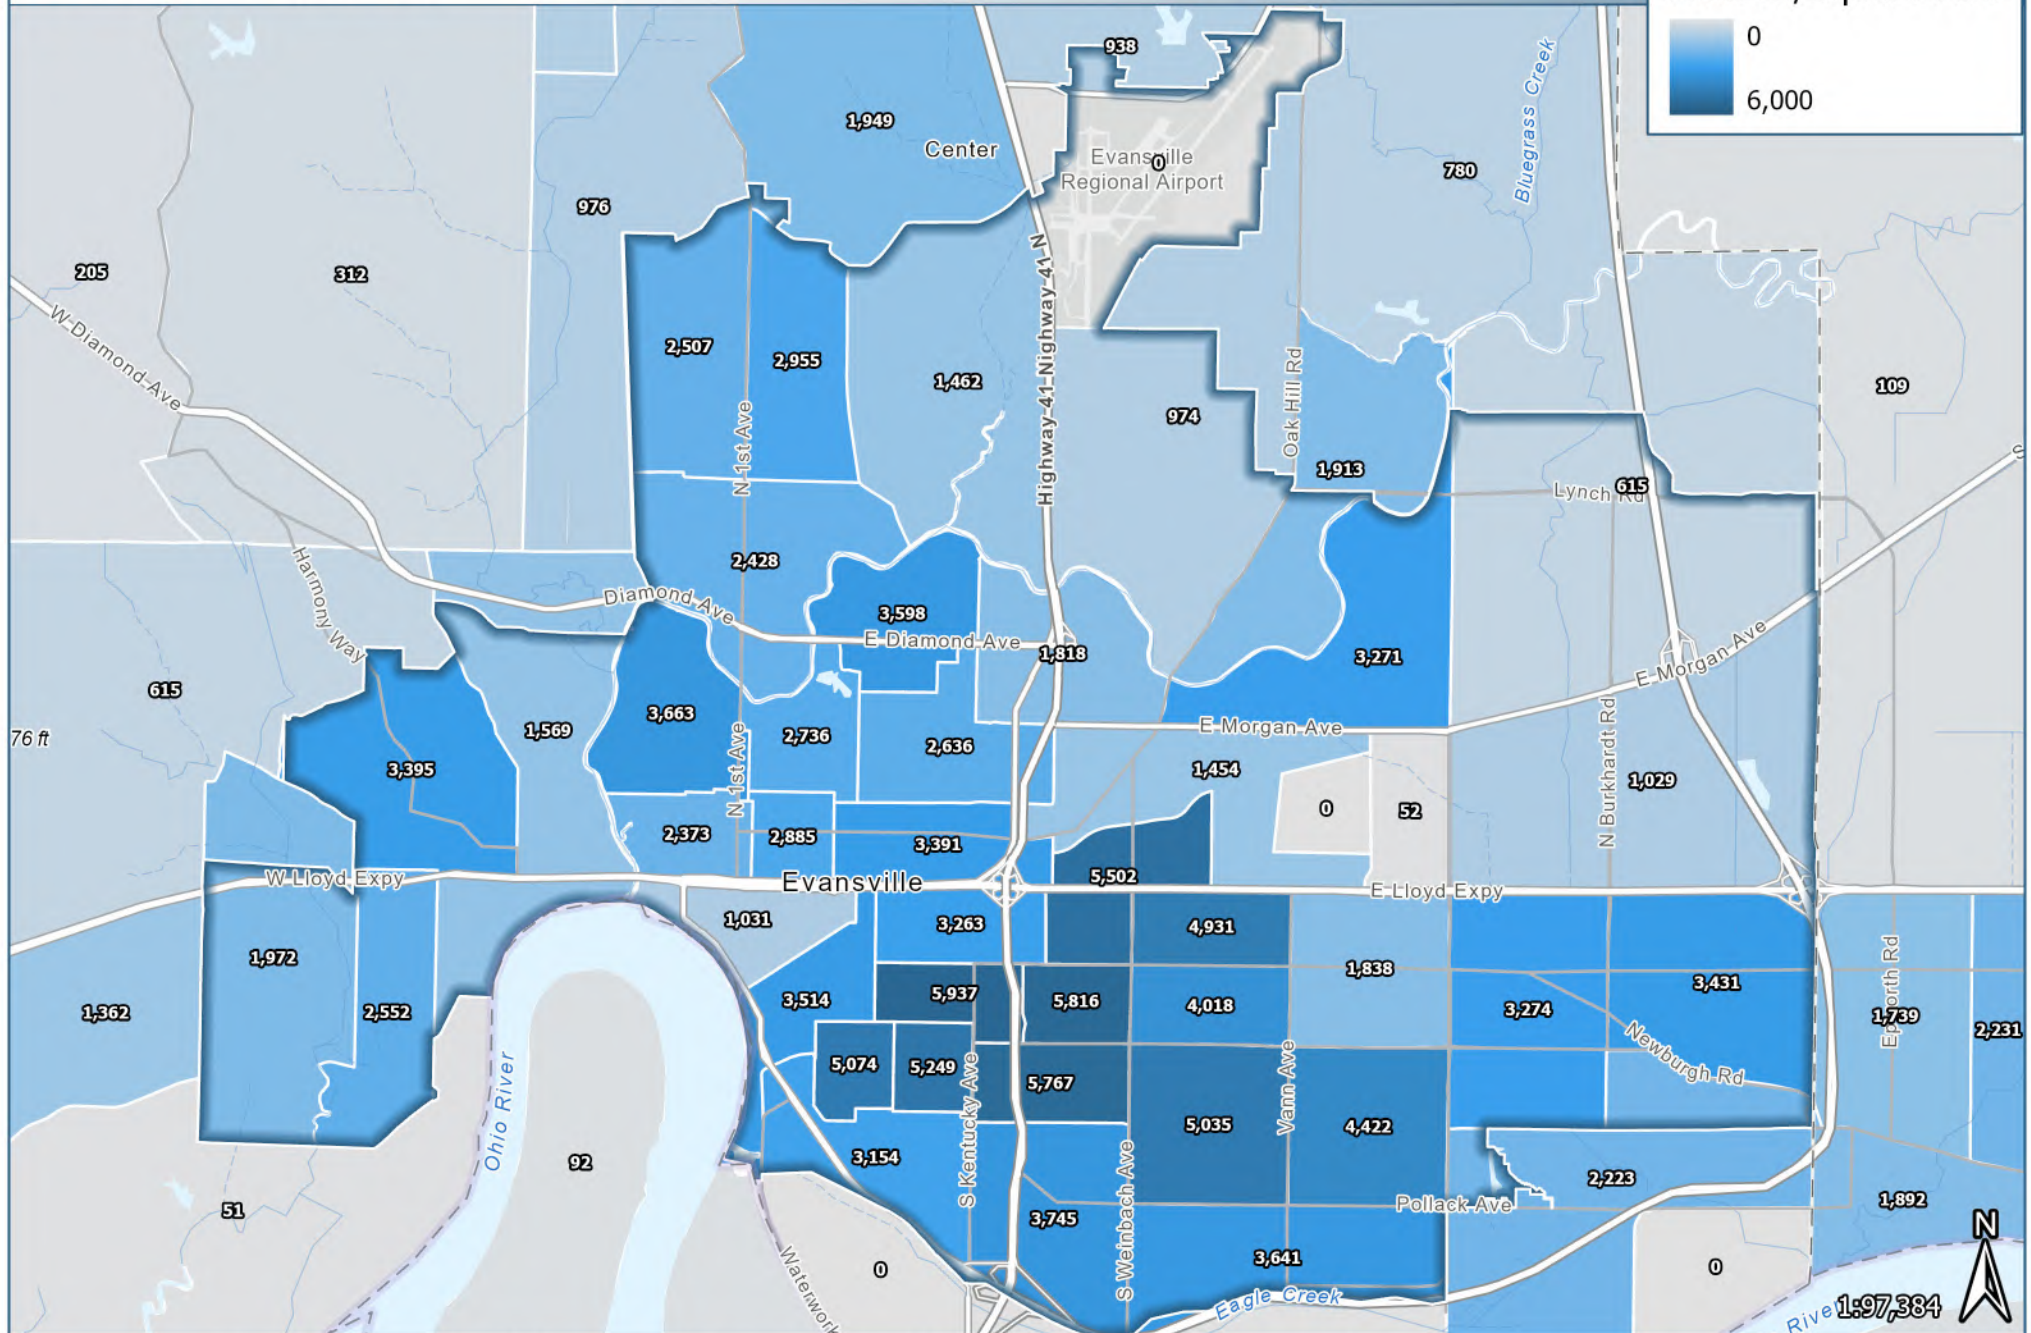 0
6,000
938
1,949
Center
Evansville
Regional Airport
0
780
Bluegrass Creek
976
205
312
W Diamond Ave
2,507
2,955
1,462
109
974
N 1st Ave
Highway 41 N
Highway 41 N
Oak Hill Rd
1,913
Lynch Rd
615
2,428
Harmony Way
Diamond Ave
3,598
E Diamond Ave
1,818
3,271
E Morgan Ave
615
3,663
1,569
2,736
2,636
E Morgan Ave
N Burkhardt Rd
76 ft
3,395
N 1st Ave
1,454
1,029
0
52
2,373
2,885
3,391
W Lloyd Expy
Evansville
5,502
E Lloyd Expy
1,031
3,263
4,931
1,972
1,838
3,431
1,362
2,552
3,514
5,937
5,816
4,018
3,274
1,739
Epworth Rd
2,231
Newburgh Rd
5,074
5,249
5,767
Ohio River
S Kentucky Ave
Vann Ave
5,035
4,422
92
3,154
S Weinbach Ave
2,223
51
Pollack Ave
1,892
3,745
N
3,641
0
0
Waterwork
Eagle Creek
River
1:97,384